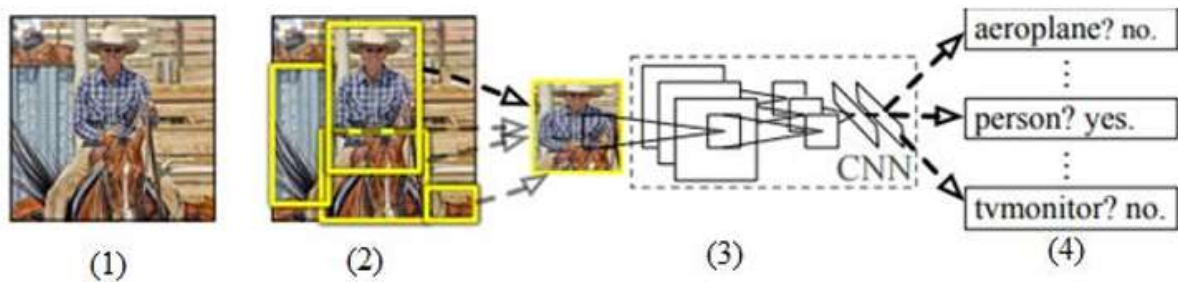 aeroplane? no.
person? yes.
CNN
tvmonitor? no.
(1)
(2)
(3)
(4)